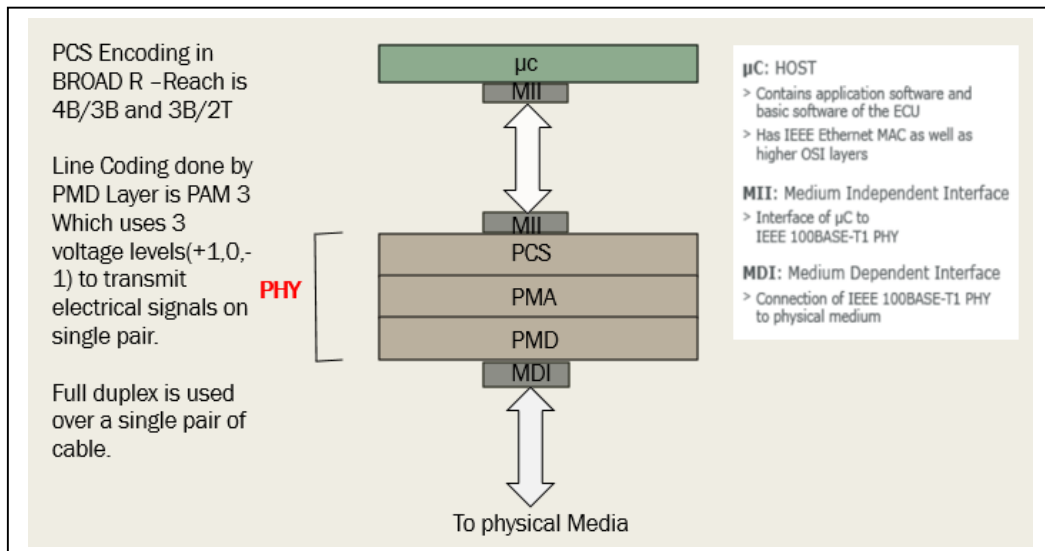 PCS Encoding in
BROAD R –Reach is
4B/3B and 3B/2T
Line Coding done by
PMD Layer is PAM 3
Which uses 3
voltage levels(+1,0,-
1) to transmit
electrical signals on
single pair.
Full duplex is used
over a single pair of
cable.
PHY
µc
MII
MII
PCS
PMA
PMD
MDI
To physical Media
µC: HOST
> Contains application software and
basic software of the ECU
> Has IEEE Ethernet MAC as well as
higher OSI layers
MII: Medium Independent Interface
> Interface of µC to
IEEE 100BASE-T1 PHY
MDI: Medium Dependent Interface
> Connection of IEEE 100BASE-T1 PHY
to physical medium